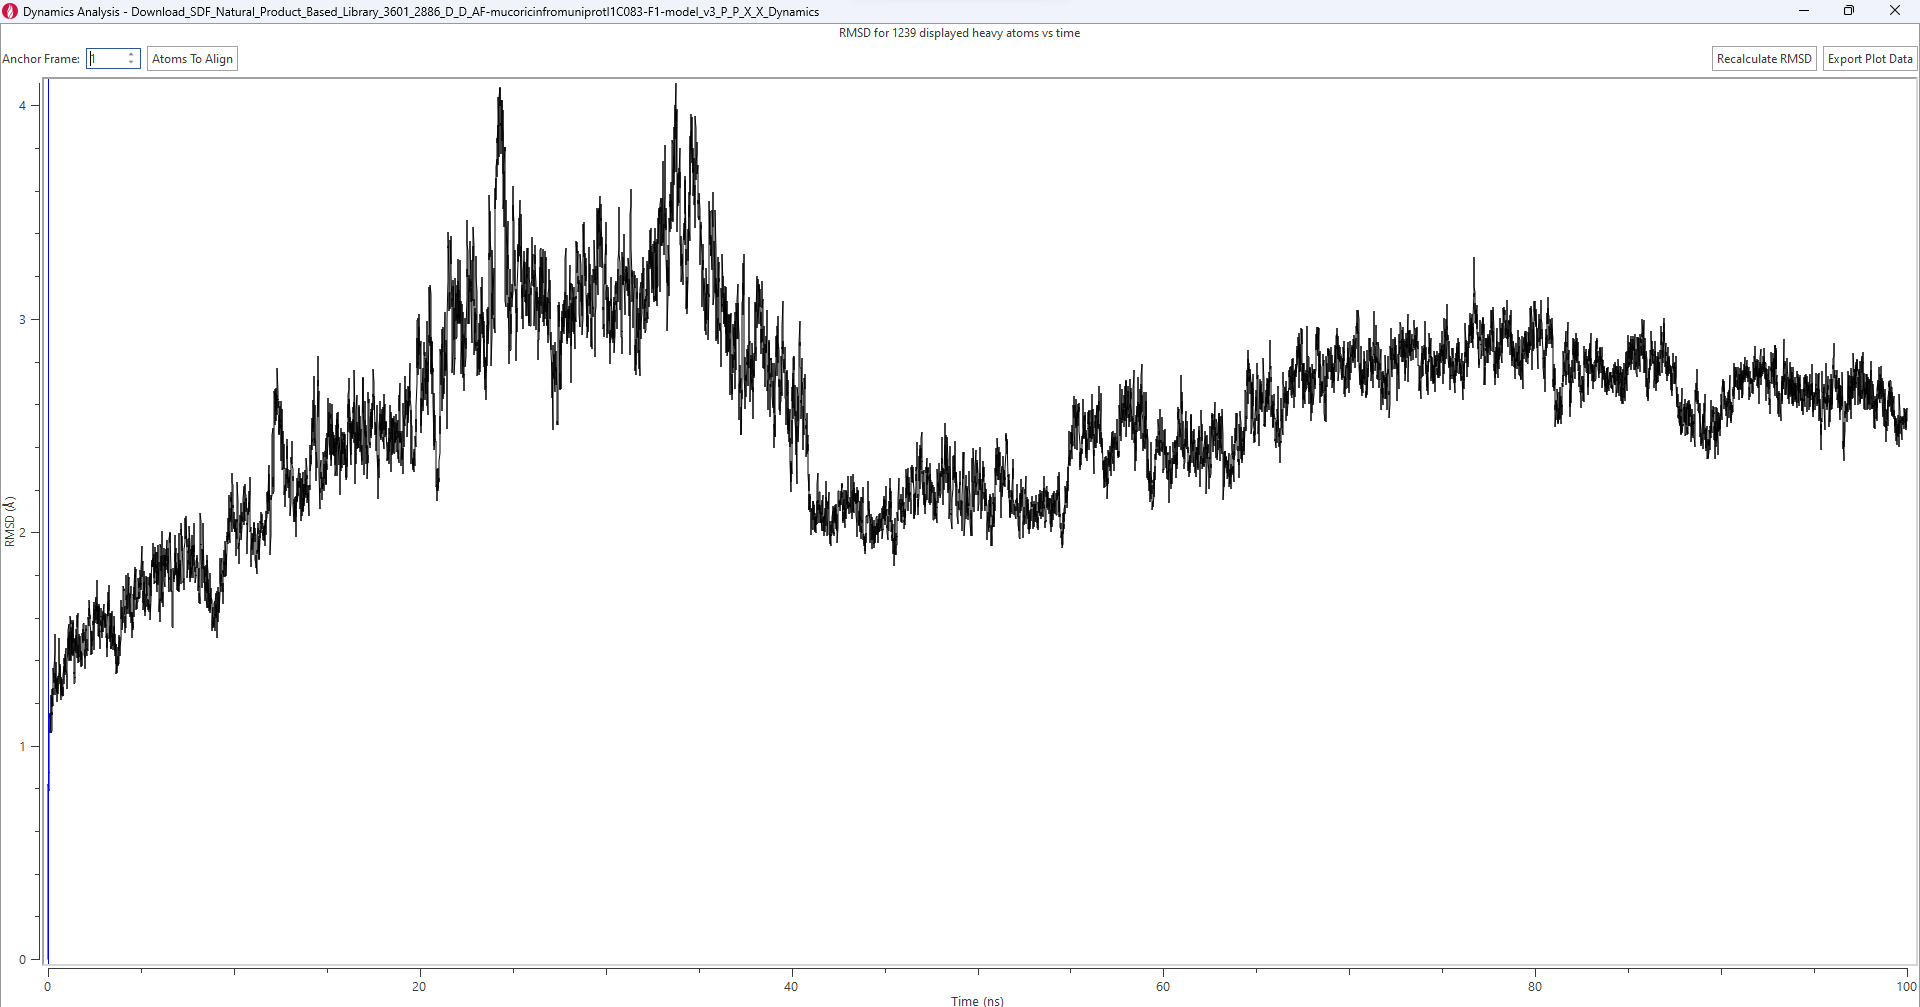 Dynamics Analysis - Download_SDF_Natural_Product_Based_Library_3601_2886_D_D_AF-mucoricinfromuniprotI1C083-F1-model_v3_P_P_X_X_Dynamics
RMSD for 1239 displayed heavy atoms vs time
Anchor Frame: 1 Atoms To Align Recalculate RMSD Export Plot Data
4
3
2
1
0
RMSD (Å)
0 20 40 60 80 100
Time (ns)